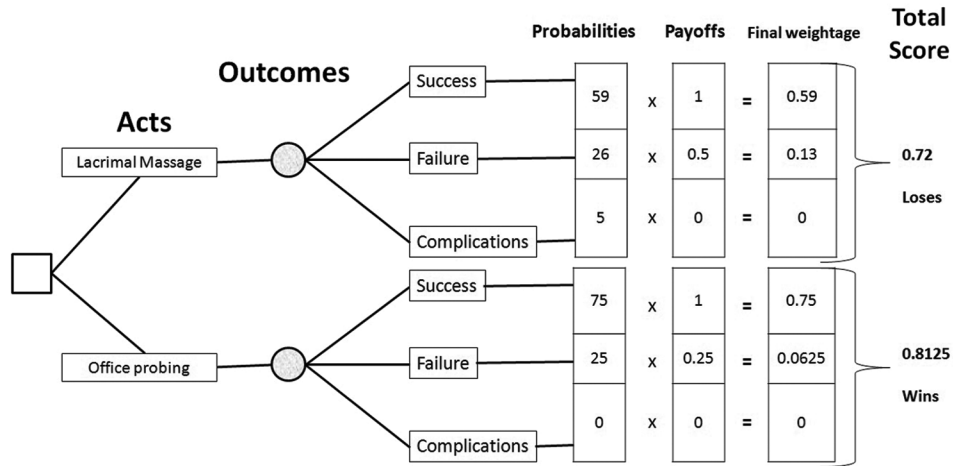 Acts
Outcomes
Probabilities
Payoffs
Final weightage
Total
Score
Lacrimal Massage
Success
59 x 1 = 0.59
Failure
26 x 0.5 = 0.13
Complications
5 x 0 = 0
0.72
Loses
Office probing
Success
75 x 1 = 0.75
Failure
25 x 0.25 = 0.0625
Complications
0 x 0 = 0
0.8125
Wins